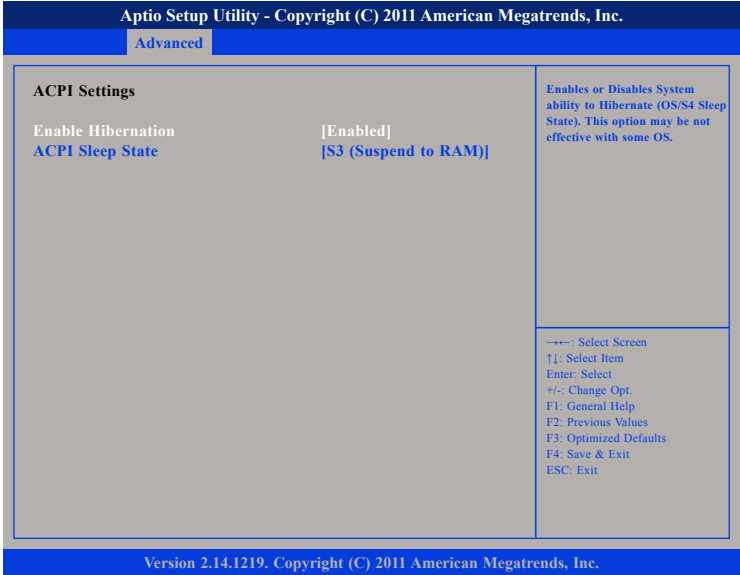 Aptio Setup Utility - Copyright (C) 2011 American Megatrends, Inc.
Advanced
ACPI Settings
Enable Hibernation [Enabled]
ACPI Sleep State [S3 (Suspend to RAM)]
Enables or Disables System
ability to Hibernate (OS/S4 Sleep
State). This option may be not
effective with some OS.
→←: Select Screen
↑↓: Select Item
Enter: Select
+/-: Change Opt.
F1: General Help
F2: Previous Values
F3: Optimized Defaults
F4: Save & Exit
ESC: Exit
Version 2.14.1219. Copyright (C) 2011 American Megatrends, Inc.